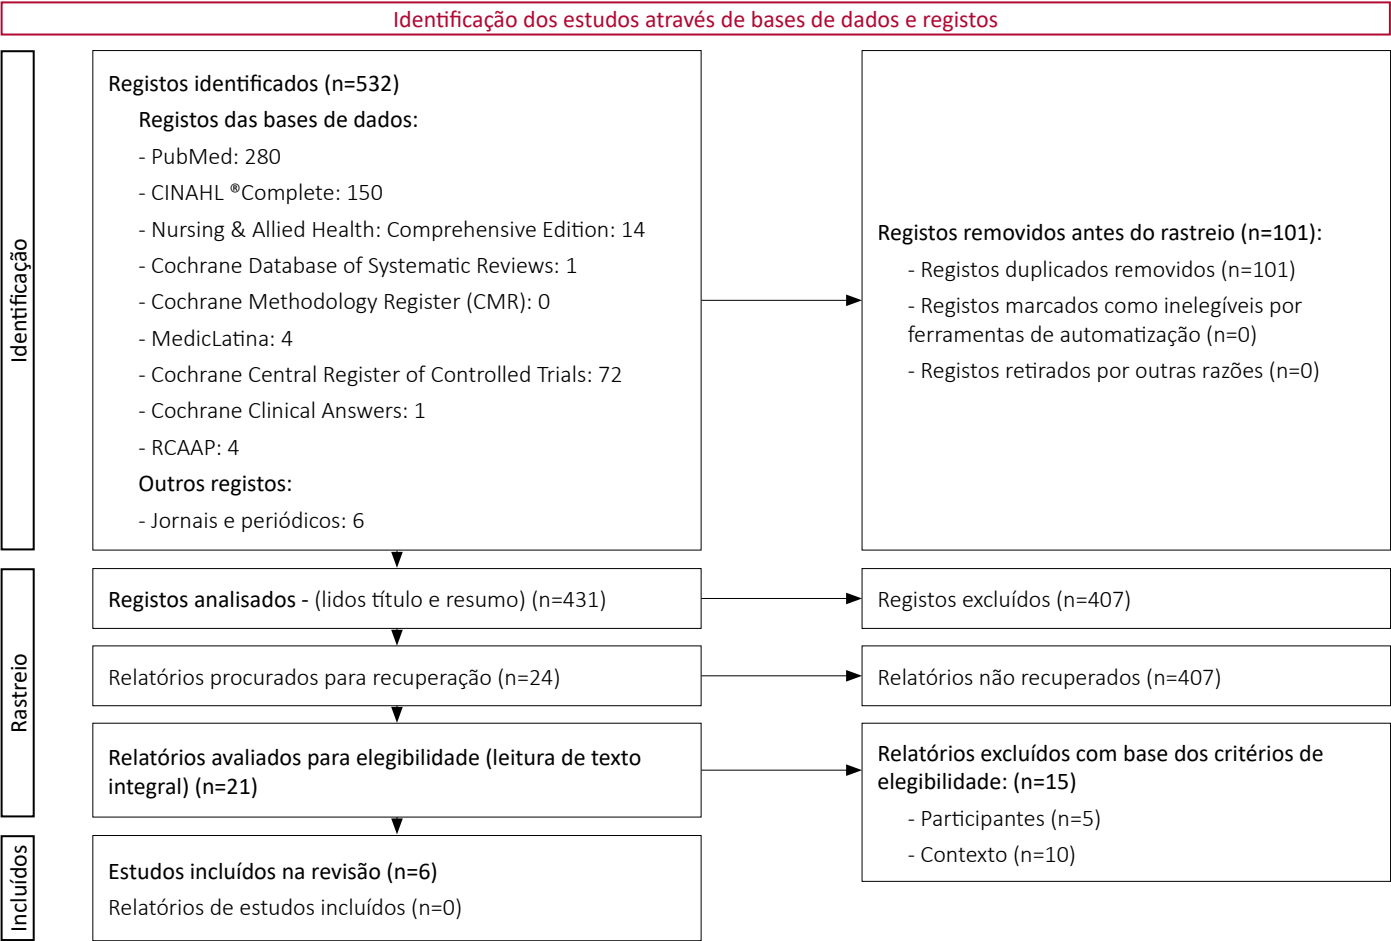 Identificação dos estudos através de bases de dados e registos
Identificação
Registos identificados (n=532)
Registos das bases de dados:
- PubMed: 280
- CINAHL ®Complete: 150
- Nursing & Allied Health: Comprehensive Edition: 14
- Cochrane Database of Systematic Reviews: 1
- Cochrane Methodology Register (CMR): 0
- MedicLatina: 4
- Cochrane Central Register of Controlled Trials: 72
- Cochrane Clinical Answers: 1
- RCAAP: 4
Outros registos:
- Jornais e periódicos: 6
Registos removidos antes do rastreio (n=101):
- Registos duplicados removidos (n=101)
- Registos marcados como inelegíveis por
ferramentas de automatização (n=0)
- Registos retirados por outras razões (n=0)
Rastreio
Registos analisados - (lidos título e resumo) (n=431)
Registos excluídos (n=407)
Relatórios procurados para recuperação (n=24)
Relatórios não recuperados (n=407)
Relatórios avaliados para elegibilidade (leitura de texto
integral) (n=21)
Relatórios excluídos com base dos critérios de
elegibilidade: (n=15)
- Participantes (n=5)
- Contexto (n=10)
Incluídos
Estudos incluídos na revisão (n=6)
Relatórios de estudos incluídos (n=0)